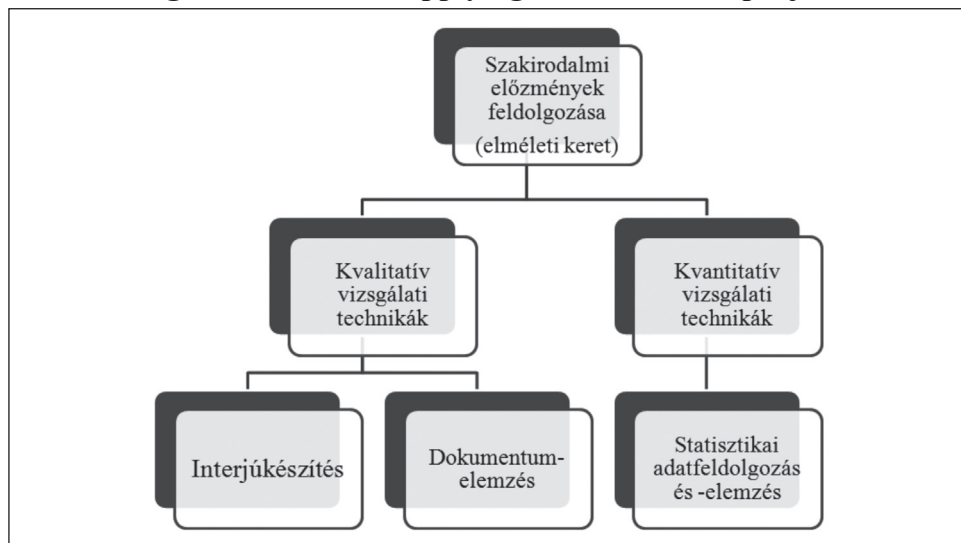 Szakirodalmi
előzmények
feldolgozása
(elméleti keret)
Kvalitatív
vizsgálati
technikák
Kvantitatív
vizsgálati
technikák
Interjúkészítés
Dokumentum-
elemzés
Statisztikai
adatfeldolgozás
és -elemzés